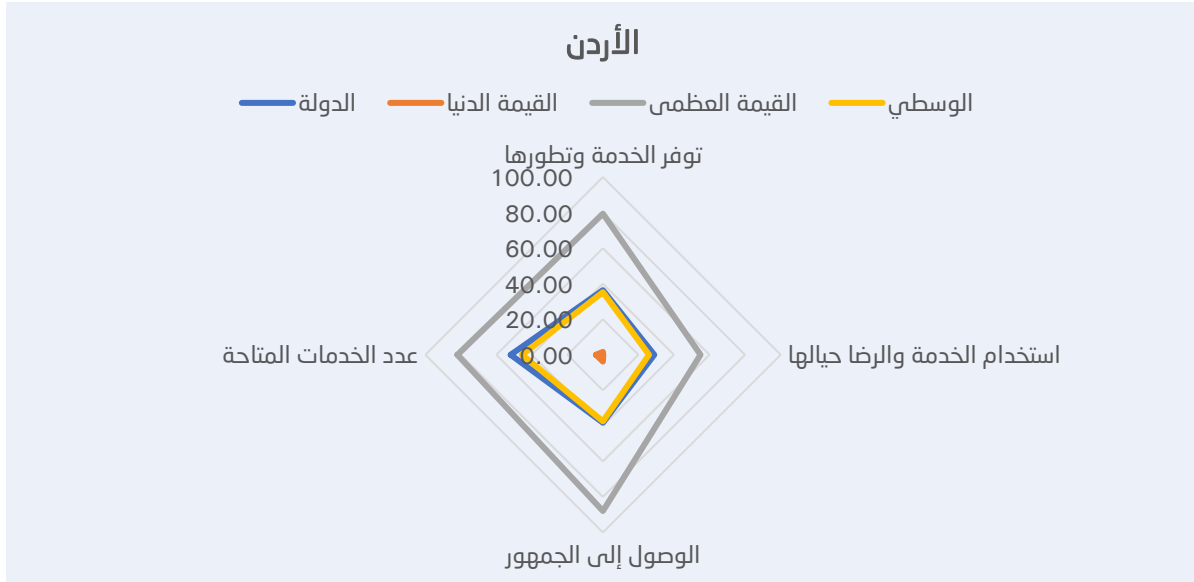 الأردن
الدولة
القيمة الدنيا
القيمة العظمى
الوسطي
توفر الخدمة وتطورها
100.00
80.00
60.00
40.00
20.00
0.00
استخدام الخدمة والرضا حيالها
عدد الخدمات المتاحة
الوصول إلى الجمهور